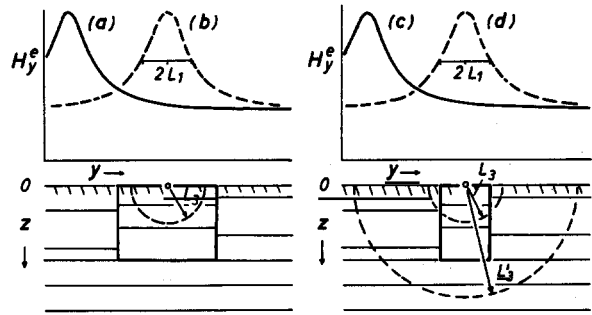 (a) (b) (c) (d)
H_y^e 2L₁ H_y^e 2L₁
y → y → L₃
0 L₃ 0
z z L'₃